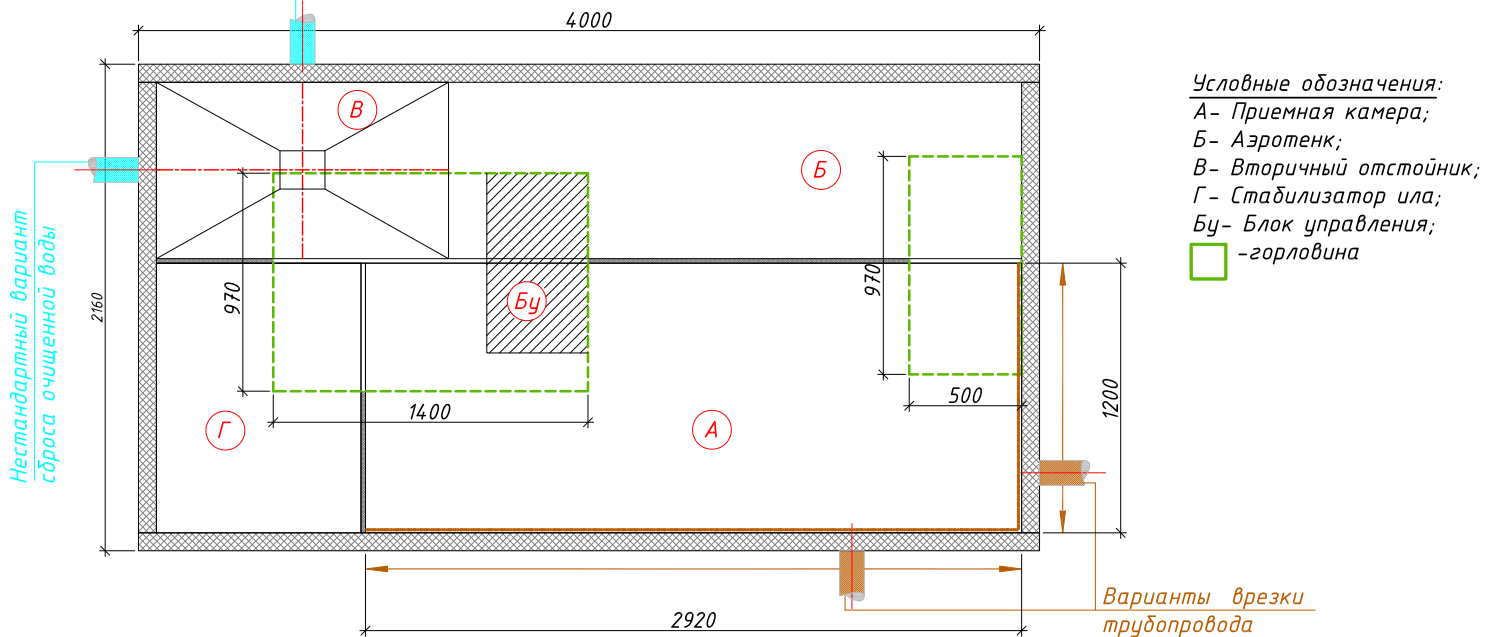 4000
Условные обозначения:
А- Приемная камера;
Б- Аэротенк;
В- Вторичный отстойник;
Г- Стабилизатор ила;
Бу- Блок управления;
-горловина
В
Б
2160
970
970
Бу
Нестандартный вариант
сброса очищенной воды
1400
500
1200
Г
А
Варианты врезки
трубопровода
2920